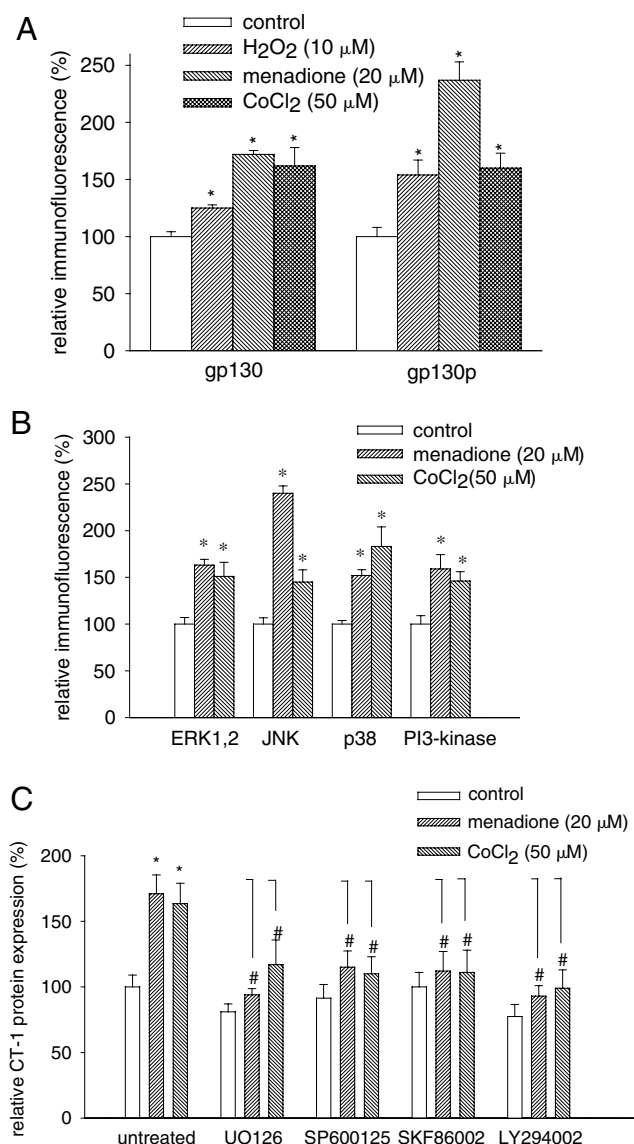 A
control
H2O2 (10 μM)
menadione (20 μM)
CoCl2 (50 μM)
relative immunofluorescence (%)
250
200
150
100
50
0
* * * * * *
gp130 gp130p
B
control
menadione (20 μM)
CoCl2(50 μM)
relative immunofluorescence (%)
300
250
200
150
100
50
0
* * * * * * * *
ERK1,2 JNK p38 PI3-kinase
C
control
menadione (20 μM)
CoCl2 (50 μM)
relative CT-1 protein expression (%)
200
150
100
50
0
* * # # # # # # # #
untreated UO126 SP600125 SKF86002 LY294002